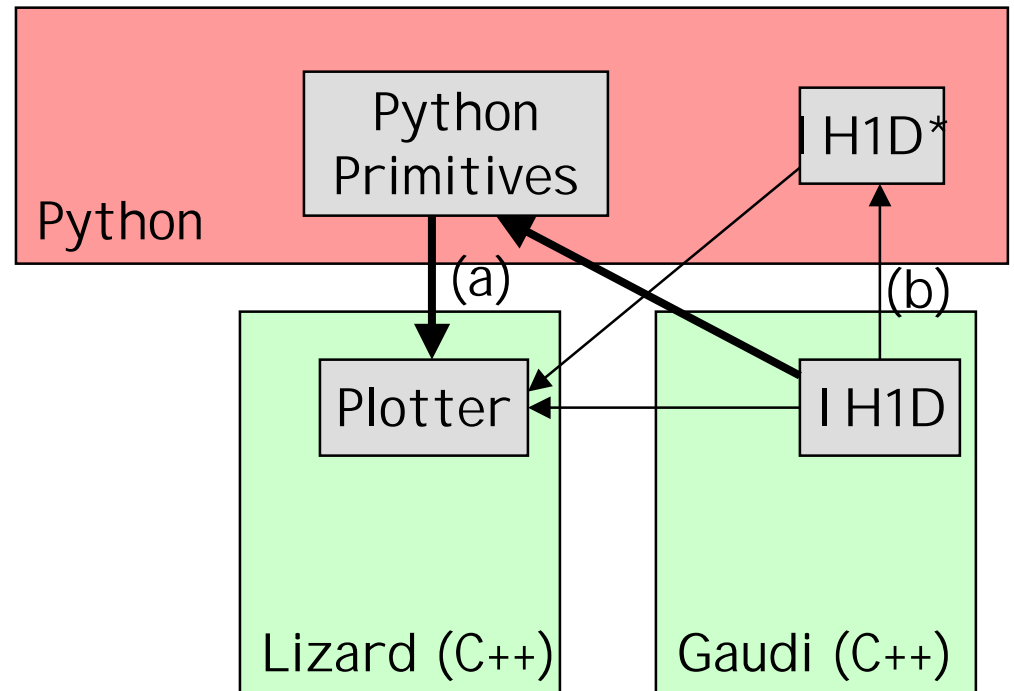 Python
Primitives
IH1D*
Python
(a)
(b)
Plotter
IH1D
Lizard (C++)
Gaudi (C++)